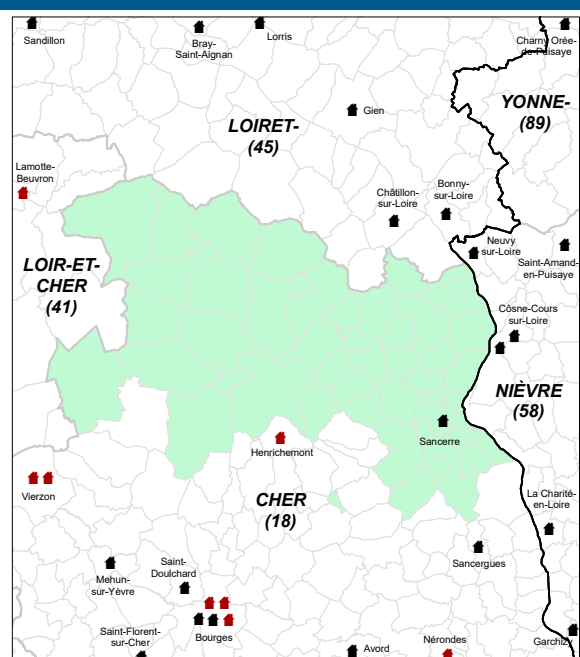 Sandillon
Bray-
Saint-Aignan
Lorris
Charny Orée-
de-Puisaye
Gien
YONNE-
(89)
LOIRET-
(45)
Lamotte-
Beuvron
Châtillon-
sur-Loire
Bonny-
sur-Loire
Neuvy
sur-Loire
Saint-Amand-
en-Puisaye
LOIR-ET-
CHER
(41)
Côsne-Cours
sur-Loire
NIÈVRE
(58)
Sancerre
Henrichemont
Vierzon
CHER
(18)
La Charité-
en-Loire
Mehun-
sur-Yèvre
Saint-
Doulchard
Sancergues
Bourges
Saint-Florent-
sur-Cher
Avord
Nérondes
Garchizy